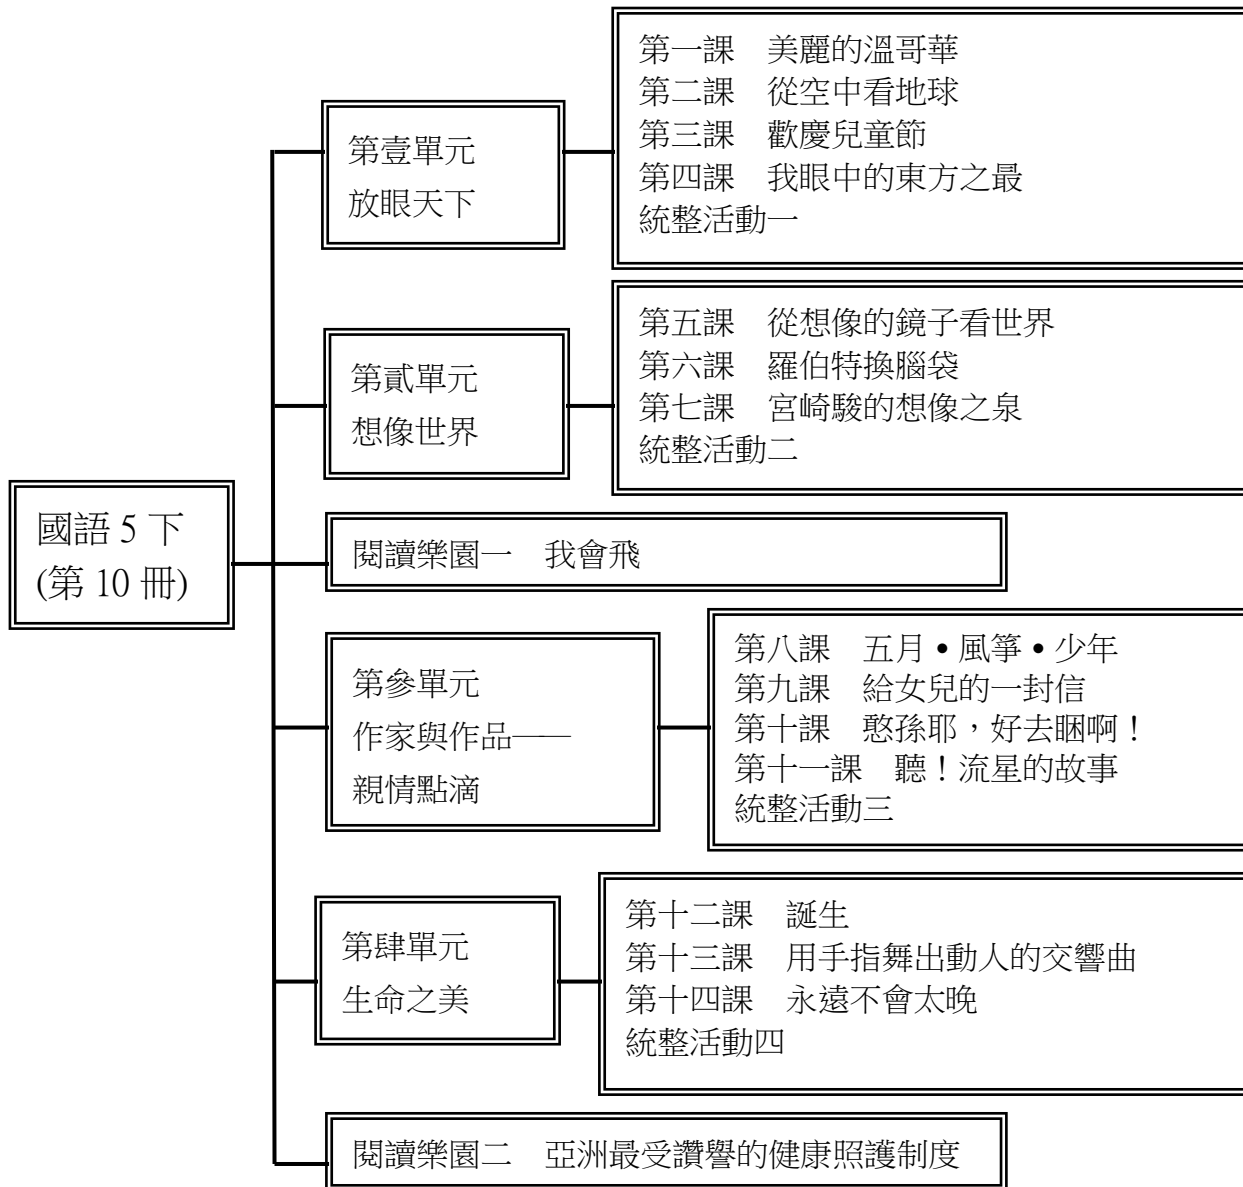 國語 5 下
(第 10 冊)
第壹單元
放眼天下
第一課　美麗的溫哥華
第二課　從空中看地球
第三課　歡慶兒童節
第四課　我眼中的東方之最
統整活動一
第貳單元
想像世界
第五課　從想像的鏡子看世界
第六課　羅伯特換腦袋
第七課　宮崎駿的想像之泉
統整活動二
閱讀樂園一　我會飛
第參單元
作家與作品——
親情點滴
第八課　五月•風箏•少年
第九課　給女兒的一封信
第十課　憨孫耶，好去睏啊！
第十一課　聽！流星的故事
統整活動三
第肆單元
生命之美
第十二課　誕生
第十三課　用手指舞出動人的交響曲
第十四課　永遠不會太晚
統整活動四
閱讀樂園二　亞洲最受讚譽的健康照護制度